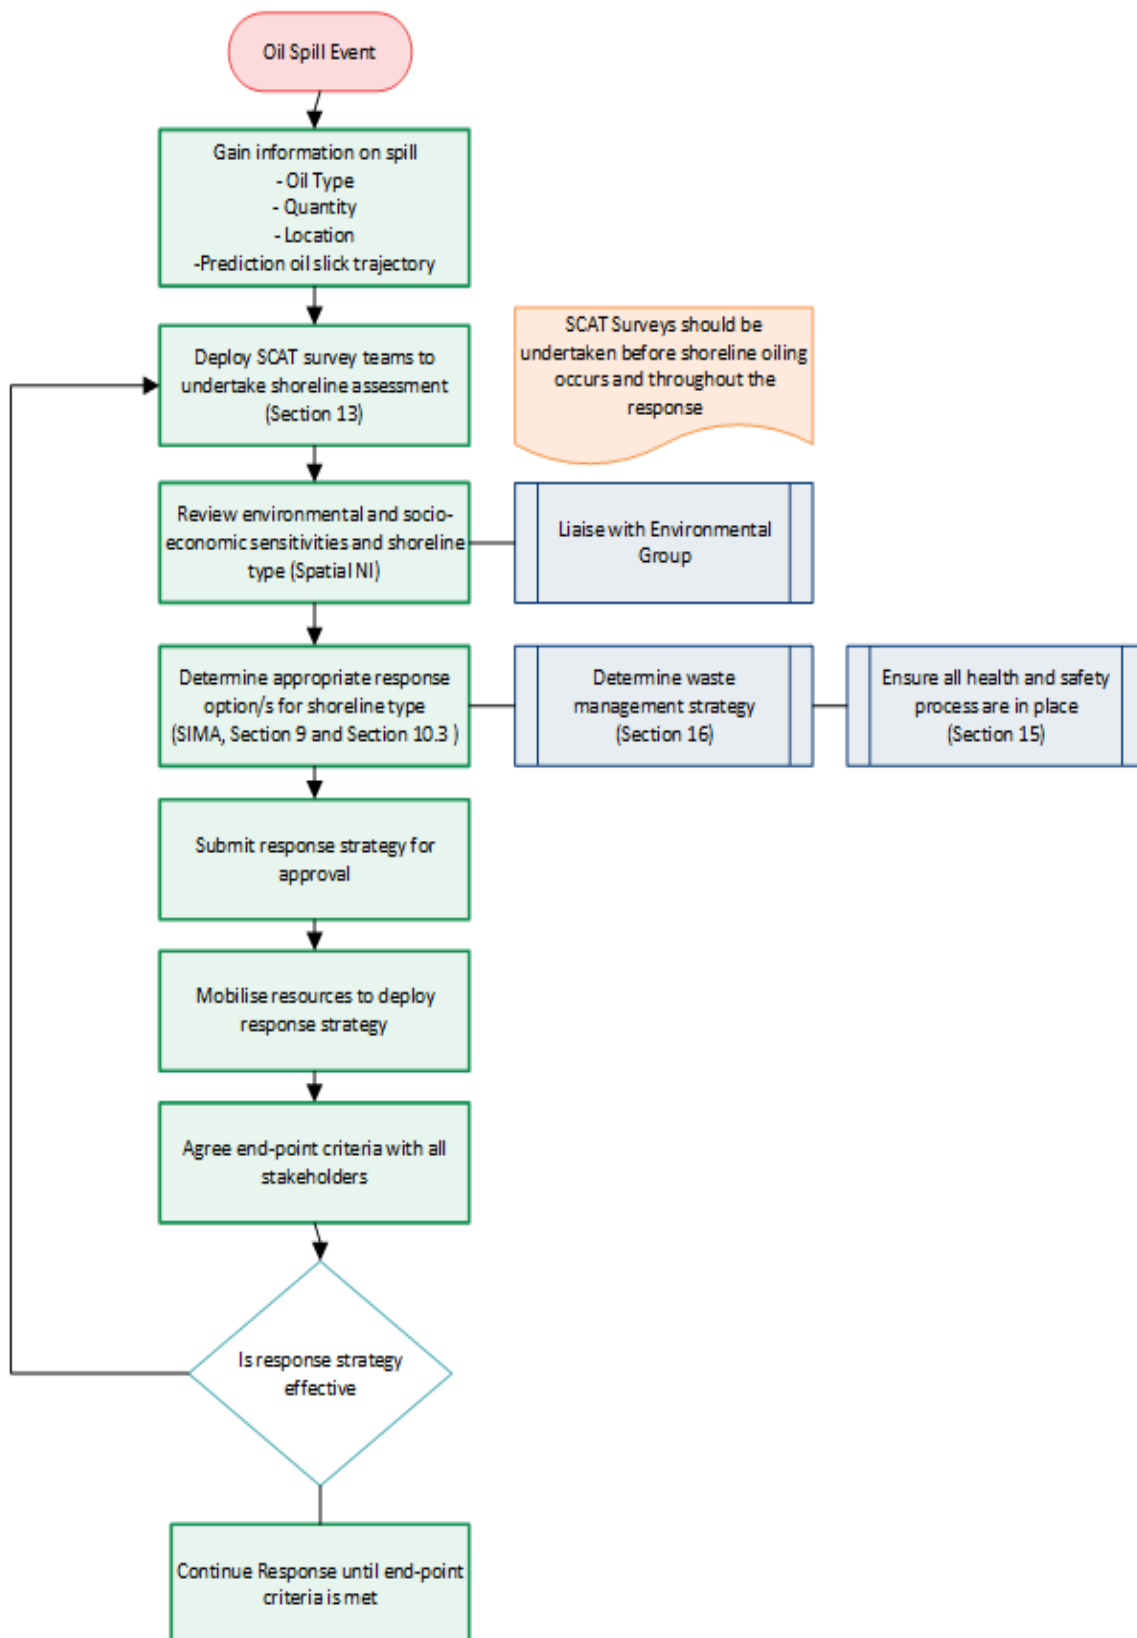 Oil Spill Event
Gain information on spill
- Oil Type
- Quantity
- Location
-Prediction oil slick trajectory
Deploy SCAT survey teams to
undertake shoreline assessment
(Section 13)
SCAT Surveys should be
undertaken before shoreline oiling
occurs and throughout the
response
Review environmental and socio-
economic sensitivities and shoreline
type (Spatial NI)
Liaise with Environmental
Group
Determine appropriate response
option/s for shoreline type
(SIMA, Section 9 and Section 10.3 )
Determine waste
management strategy
(Section 16)
Ensure all health and safety
process are in place
(Section 15)
Submit response strategy for
approval
Mobilise resources to deploy
response strategy
Agree end-point criteria with all
stakeholders
Is response strategy
effective
Continue Response until end-point
criteria is met